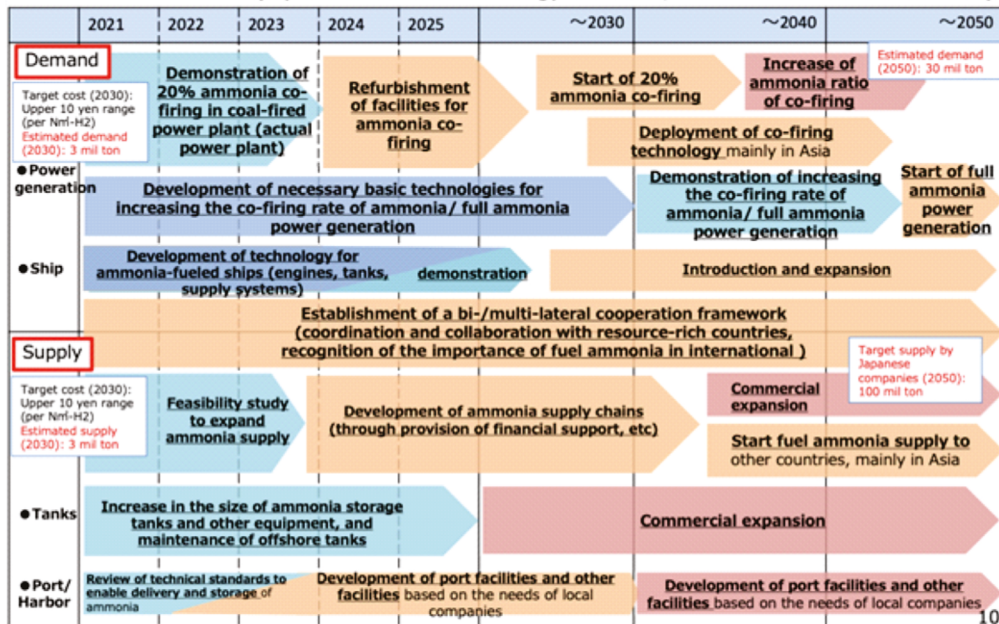 2021 2022 2023 2024 2025 ～2030 ～2040 ～2050
Demand
Target cost (2030):
Upper 10 yen range
(per N㎥-H2)
Estimated demand
(2030): 3 mil ton
Demonstration of
20% ammonia co-
firing in coal-fired
power plant (actual
power plant)
Refurbishment
of facilities for
ammonia co-
firing
Start of 20%
ammonia co-firing
Increase of
ammonia ratio
of co-firing
Estimated demand
(2050): 30 mil ton
Deployment of co-firing
technology mainly in Asia
●Power
generation
Development of necessary basic technologies for
increasing the co-firing rate of ammonia/ full ammonia
power generation
Demonstration of increasing
the co-firing rate of
ammonia/ full ammonia
power generation
Start of full
ammonia
power
generation
●Ship
Development of technology for
ammonia-fueled ships (engines, tanks,
supply systems)
demonstration
Introduction and expansion
Establishment of a bi-/multi-lateral cooperation framework
(coordination and collaboration with resource-rich countries,
recognition of the importance of fuel ammonia in international )
Supply
Target cost (2030):
Upper 10 yen range
(per N㎥-H2)
Estimated supply
(2030): 3 mil ton
Feasibility study
to expand
ammonia supply
Development of ammonia supply chains
(through provision of financial support, etc)
Commercial
expansion
Target supply by
Japanese
companies (2050):
100 mil ton
Start fuel ammonia supply to
other countries, mainly in Asia
●Tanks
Increase in the size of ammonia storage
tanks and other equipment, and
maintenance of offshore tanks
Commercial expansion
●Port/
Harbor
Review of technical standards to
enable delivery and storage of
ammonia
Development of port facilities and other
facilities based on the needs of local
companies
Development of port facilities and other
facilities based on the needs of local companies
10